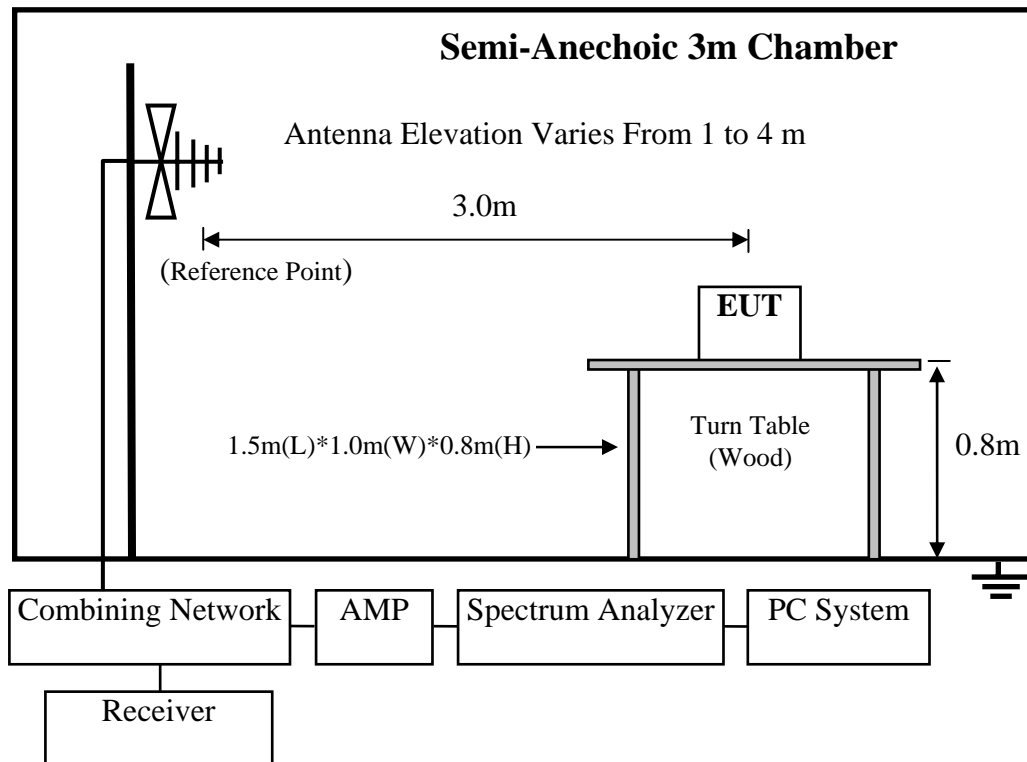 Semi-Anechoic 3m Chamber
Antenna Elevation Varies From 1 to 4 m
3.0m
(Reference Point)
EUT
1.5m(L)*1.0m(W)*0.8m(H)
Turn Table
(Wood)
0.8m
Combining Network
AMP
Spectrum Analyzer
PC System
Receiver